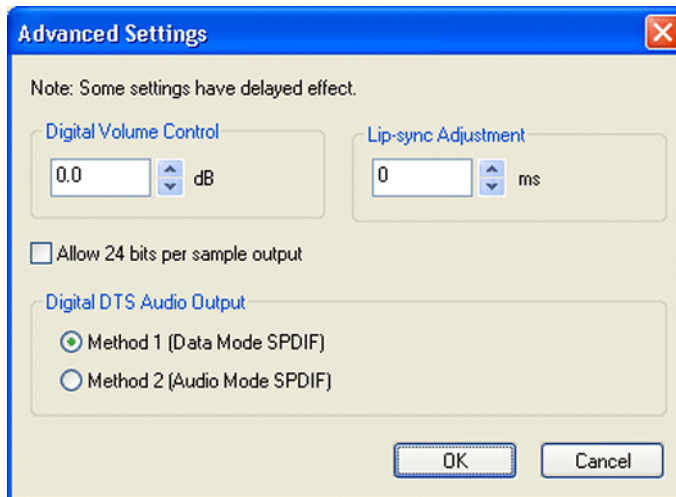 Advanced Settings
Note: Some settings have delayed effect.
Digital Volume Control
0.0 dB
Lip-sync Adjustment
0 ms
Allow 24 bits per sample output
Digital DTS Audio Output
Method 1 (Data Mode SPDIF)
Method 2 (Audio Mode SPDIF)
OK
Cancel